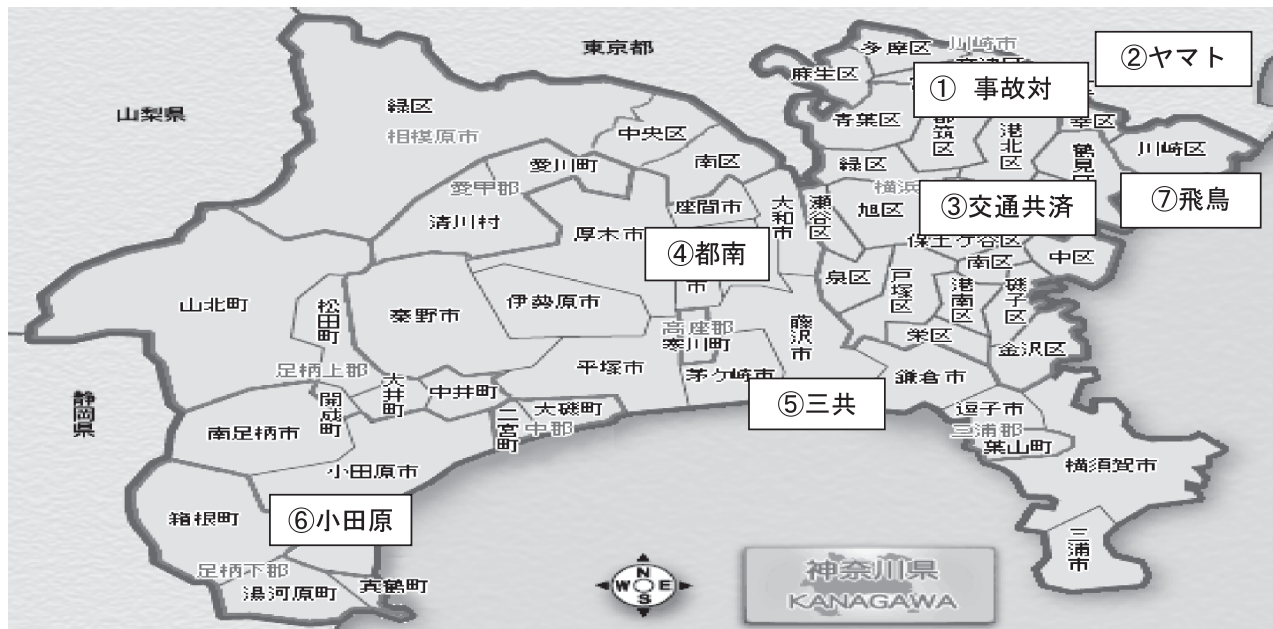 東京都
多摩区
川崎市
②ヤマト
麻生区
① 事故対
山梨県
緑区
相模原市
中央区
青葉区
都筑区
港北区
幸区
川崎区
鶴見区
愛川町
南区
緑区
愛甲郡
清川村
座間市
大和市
瀬谷区
旭区
横浜
③交通共済
⑦飛鳥
厚木市
④都南
市
保土ケ谷区
南区
中区
泉区
戸塚区
港南区
磯子区
山北町
松田町
秦野市
伊勢原市
高座郡
寒川町
藤沢市
栄区
金沢区
足柄上郡
大井町
中井町
平塚市
茅ケ崎市
鎌倉市
⑤三共
静岡県
開成町
南足柄市
二宮町
大磯町
中郡
逗子市
三浦郡
葉山町
横須賀市
小田原市
箱根町
⑥小田原
足柄下郡
湯河原町
真鶴町
三浦市
N
W E
S
神奈川県
KANAGAWA